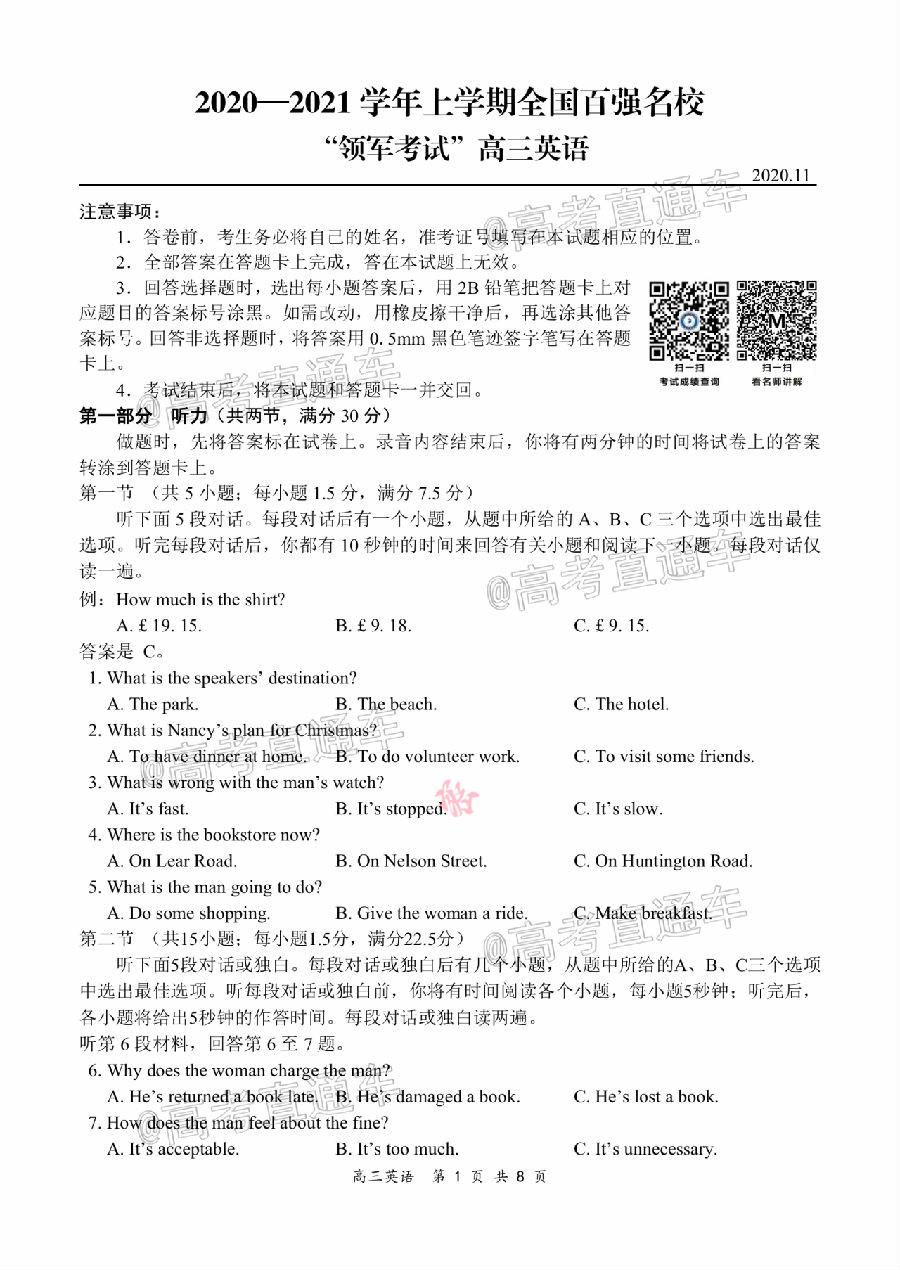 2020—2021 学年上学期全国百强名校
“领军考试”高三英语
2020.11
注意事项：
1．答卷前，考生务必将自己的姓名，准考证号填写在本试题相应的位置。
2．全部答案在答题卡上完成，答在本试题上无效。
3．回答选择题时，选出每小题答案后，用 2B 铅笔把答题卡上对
应题目的答案标号涂黑。如需改动，用橡皮擦干净后，再选涂其他答
案标号。回答非选择题时，将答案用 0.5mm 黑色笔迹签字笔写在答题
卡上。
扫一扫
考试成绩查询
扫一扫
看名师讲解
4．考试结束后，将本试题和答题卡一并交回。
第一部分 听力（共两节，满分 30 分）
做题时，先将答案标在试卷上。录音内容结束后，你将有两分钟的时间将试卷上的答案
转涂到答题卡上。
第一节 （共 5 小题；每小题 1.5 分，满分 7.5 分）
听下面 5 段对话。每段对话后有一个小题，从题中所给的 A、B、C 三个选项中选出最佳
选项。听完每段对话后，你都有 10 秒钟的时间来回答有关小题和阅读下一小题。每段对话仅
读一遍。
例：How much is the shirt?
A. £ 19. 15. B. £ 9. 18. C. £ 9. 15.
答案是 C。
1. What is the speakers’ destination?
A. The park. B. The beach. C. The hotel.
2. What is Nancy’s plan for Christmas?
A. To have dinner at home. B. To do volunteer work. C. To visit some friends.
3. What is wrong with the man’s watch?
A. It’s fast. B. It’s stopped. C. It’s slow.
4. Where is the bookstore now?
A. On Lear Road. B. On Nelson Street. C. On Huntington Road.
5. What is the man going to do?
A. Do some shopping. B. Give the woman a ride. C. Make breakfast.
第二节 （共15小题；每小题1.5分，满分22.5分）
听下面5段对话或独白。每段对话或独白后有几个小题，从题中所给的A、B、C三个选项
中选出最佳选项。听每段对话或独白前，你将有时间阅读各个小题，每小题5秒钟；听完后，
各小题将给出5秒钟的作答时间。每段对话或独白读两遍。
听第 6 段材料，回答第 6 至 7 题。
6. Why does the woman charge the man?
A. He’s returned a book late. B. He’s damaged a book. C. He’s lost a book.
7. How does the man feel about the fine?
A. It’s acceptable. B. It’s too much. C. It’s unnecessary.
高三英语 第 1 页 共 8 页
@高考直通车
@高考直通车
@高考直通车
@高考直通车
@高考直通车
@高考直通车